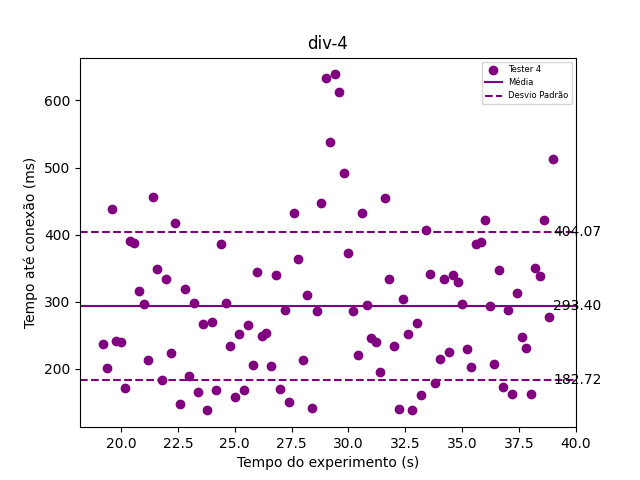 div-4
Tester 4
Média
Desvio Padrão
Tempo até conexão (ms)
600
500
400
300
200
404.07
293.40
182.72
20.0 22.5 25.0 27.5 30.0 32.5 35.0 37.5 40.0
Tempo do experimento (s)